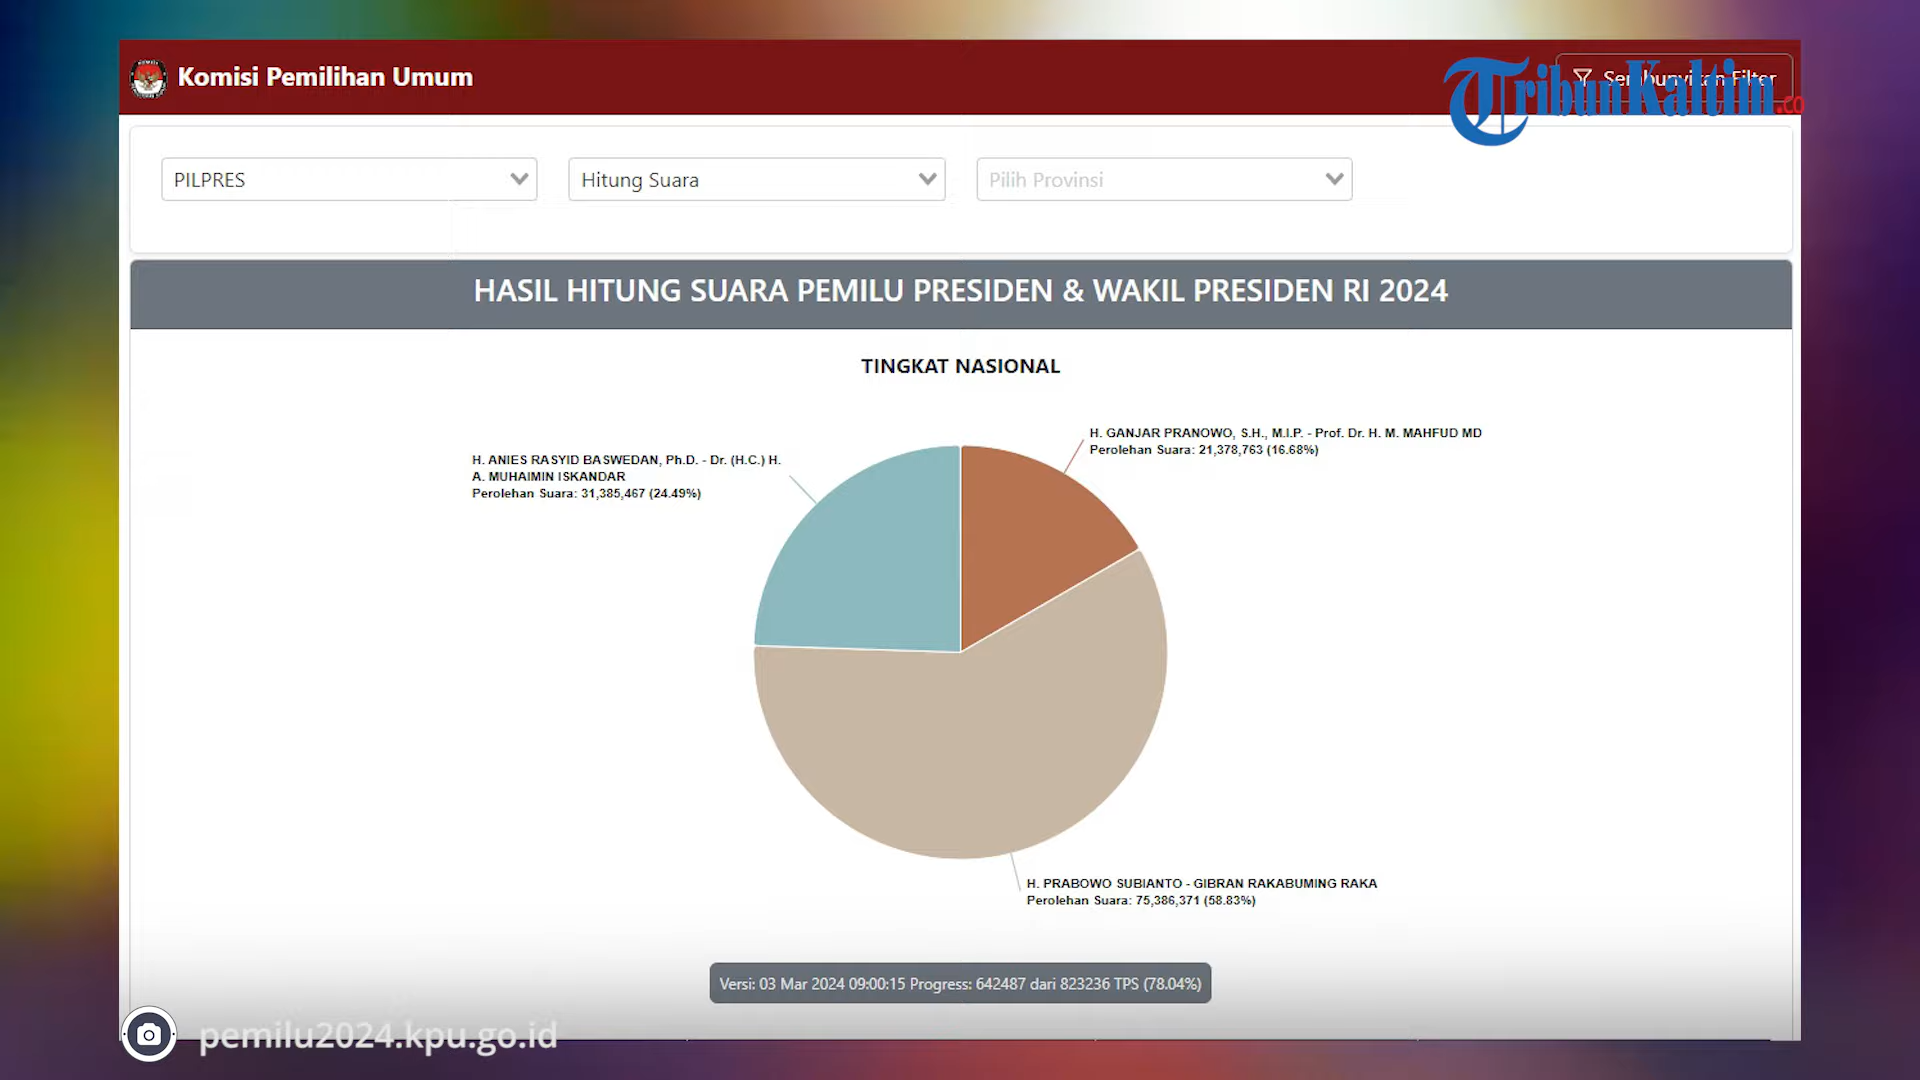 Komisi Pemilihan Umum
Sembunyikan Filter
TribunKaltim.co
PILPRES
Hitung Suara
Pilih Provinsi
HASIL HITUNG SUARA PEMILU PRESIDEN & WAKIL PRESIDEN RI 2024
TINGKAT NASIONAL
H. GANJAR PRANOWO, S.H., M.I.P. - Prof. Dr. H. M. MAHFUD MD
Perolehan Suara: 21,378,763 (16.68%)
H. ANIES RASYID BASWEDAN, Ph.D. - Dr. (H.C.) H.
A. MUHAIMIN ISKANDAR
Perolehan Suara: 31,385,467 (24.49%)
H. PRABOWO SUBIANTO - GIBRAN RAKABUMING RAKA
Perolehan Suara: 75,386,371 (58.83%)
Versi: 03 Mar 2024 09:00:15 Progress: 642487 dari 823236 TPS (78.04%)
pemilu2024.kpu.go.id